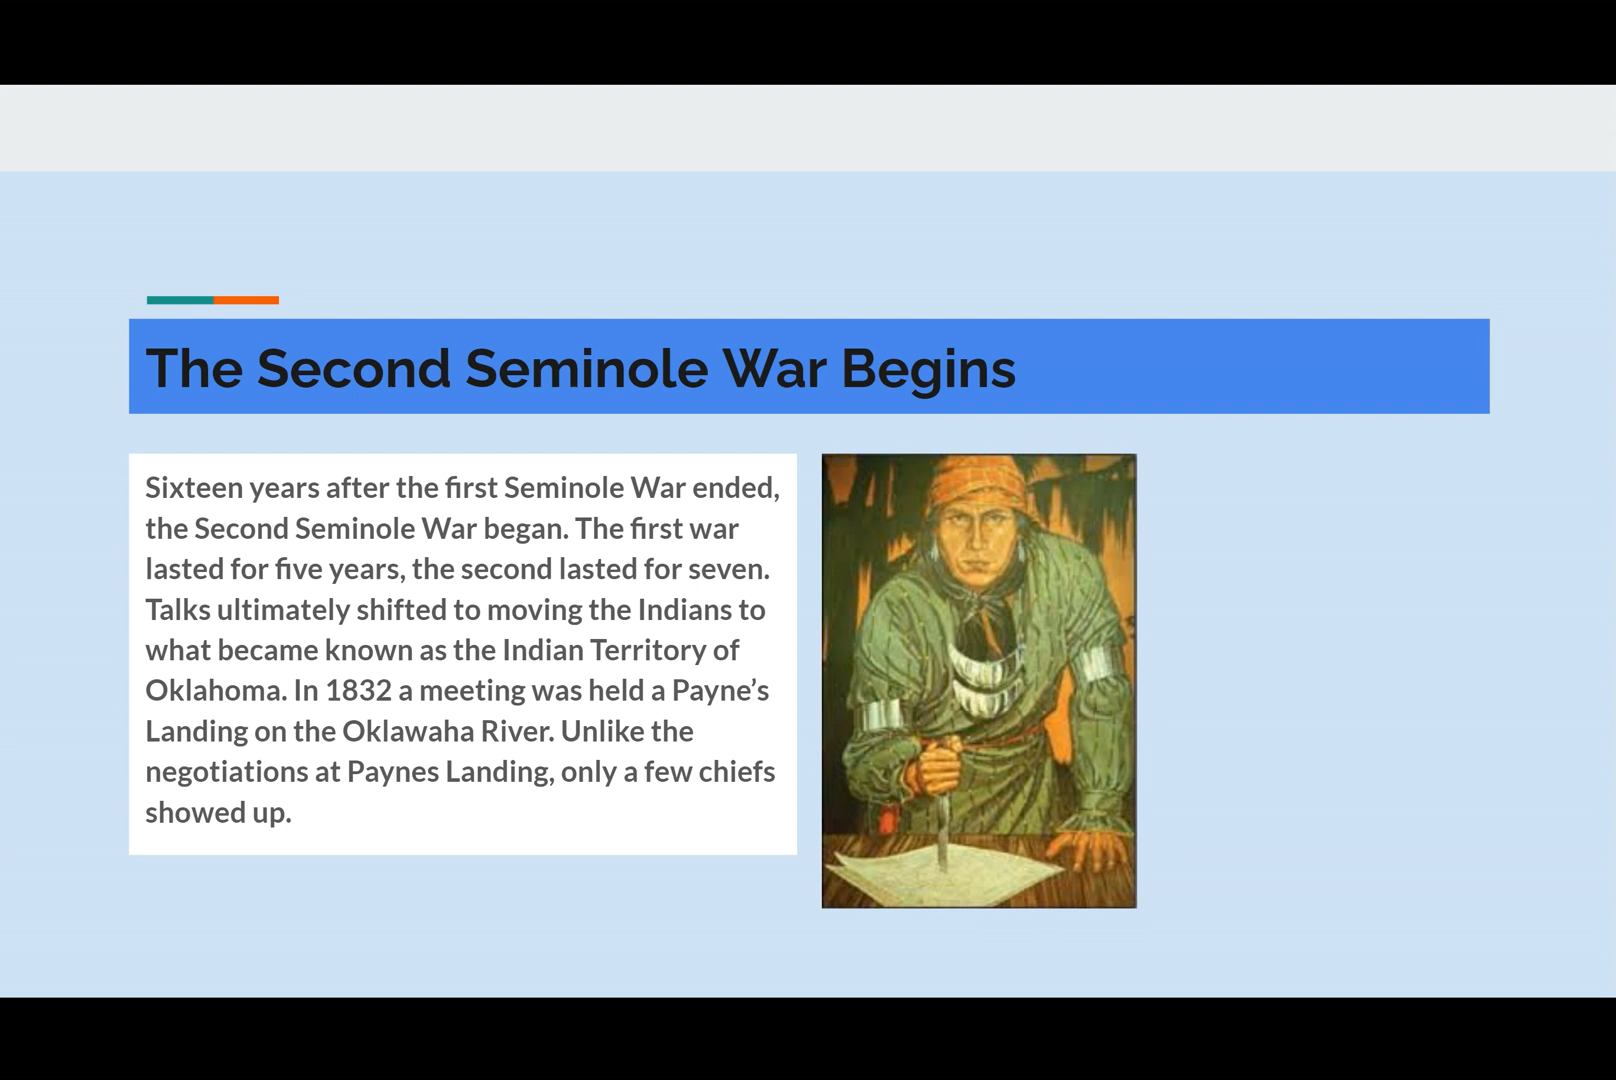 The Second Seminole War Begins
Sixteen years after the first Seminole War ended,
the Second Seminole War began. The first war
lasted for five years, the second lasted for seven.
Talks ultimately shifted to moving the Indians to
what became known as the Indian Territory of
Oklahoma. In 1832 a meeting was held a Payne’s
Landing on the Oklawaha River. Unlike the
negotiations at Paynes Landing, only a few chiefs
showed up.